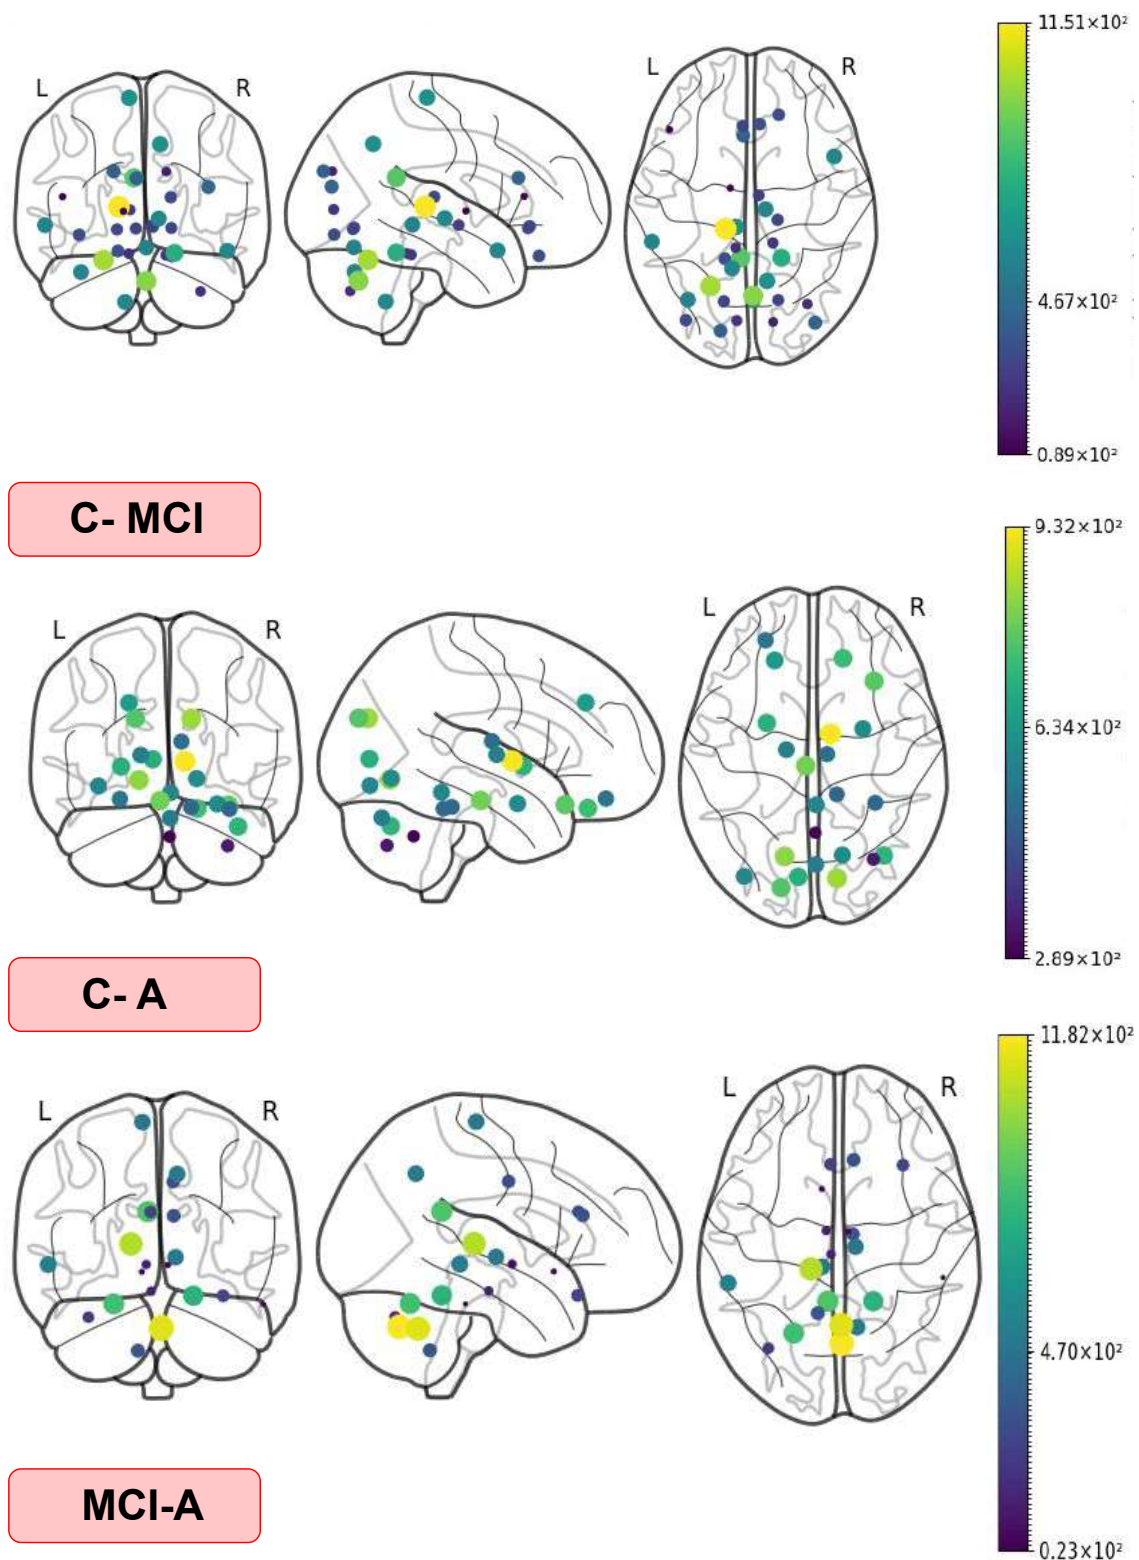 11.51×10²
L
R
L
R
4.67×10²
0.89×10²
C- MCI
9.32×10²
L
R
L
R
6.34×10²
2.89×10²
C- A
11.82×10²
L
R
L
R
4.70×10²
0.23×10²
MCI-A